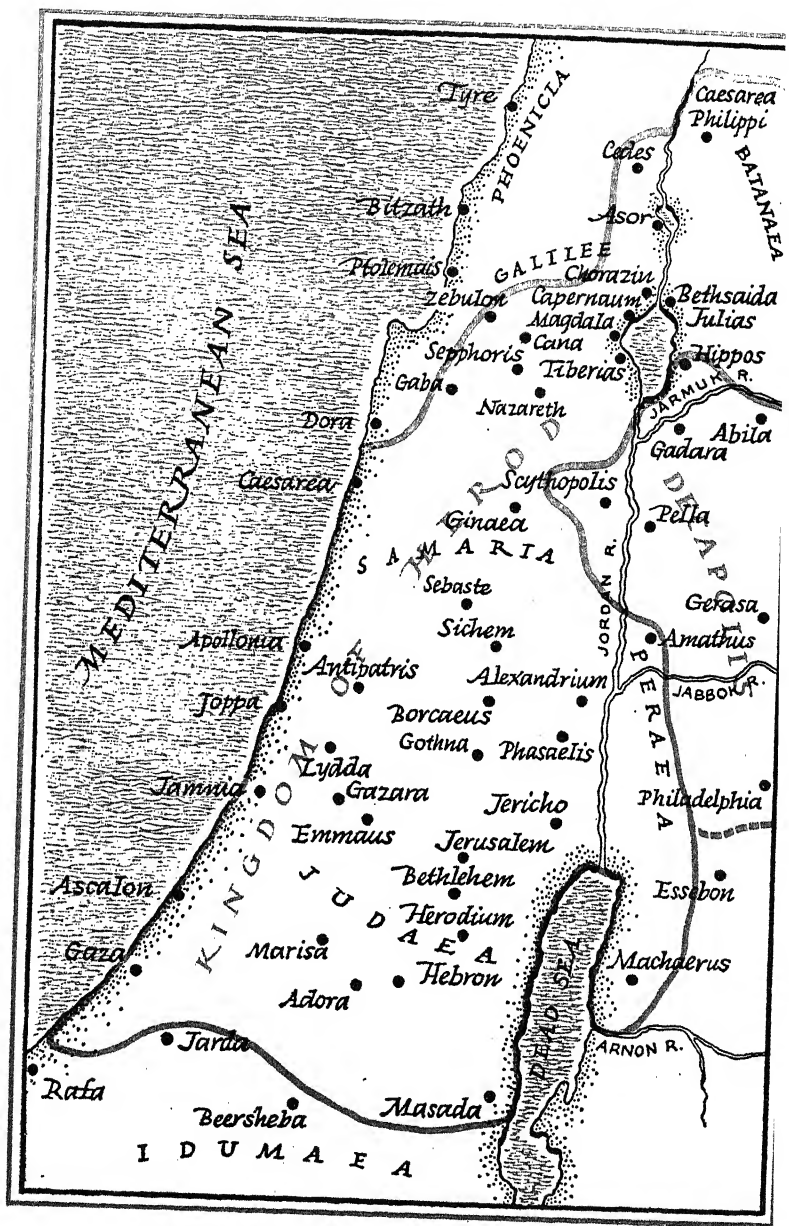 Tyre
PHOENICIA
Caesarea
Philippi
BATANAEA
Cedes
Bitzath
Asor
Ptolemais
GALILEE
Chorazin
Zebulon
Capernaum
Bethsaida
Julias
Magdala
Cana
Sepphoris
Tiberias
Hippos
JARMUK R.
Gaba
Nazareth
Dora
Gadara
Abila
MEDITERRANEAN SEA
Caesarea
Scythopolis
DECAPOLIS
Ginaea
Pella
SAMARIA
Sebaste
JORDAN R.
Gerasa
Sichem
Amathus
Apollonia
Antipatris
Alexandrium
PERAEA
JABBOK R.
Joppa
Borcaeus
Gothna
Phasaelis
KINGDOM OF HEROD
Lydda
Jamnia
Gazara
Jericho
Philadelphia
Emmaus
Jerusalem
Ascalon
Bethlehem
Essebon
JUDAEA
Herodium
Gaza
Marisa
Hebron
Machaerus
Adora
DEAD SEA
Jarda
ARNON R.
Rafa
Beersheba
Masada
IDUMAEA